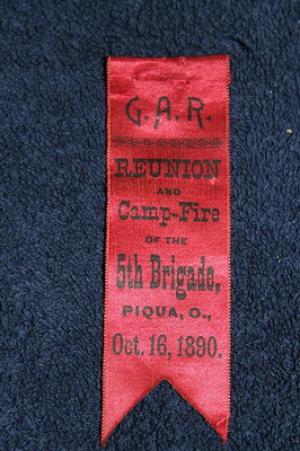 G.A.R.
REUNION
AND
Camp-Fire
OF THE
5th Brigade,
PIQUA, O.,
Oct. 16, 1890.